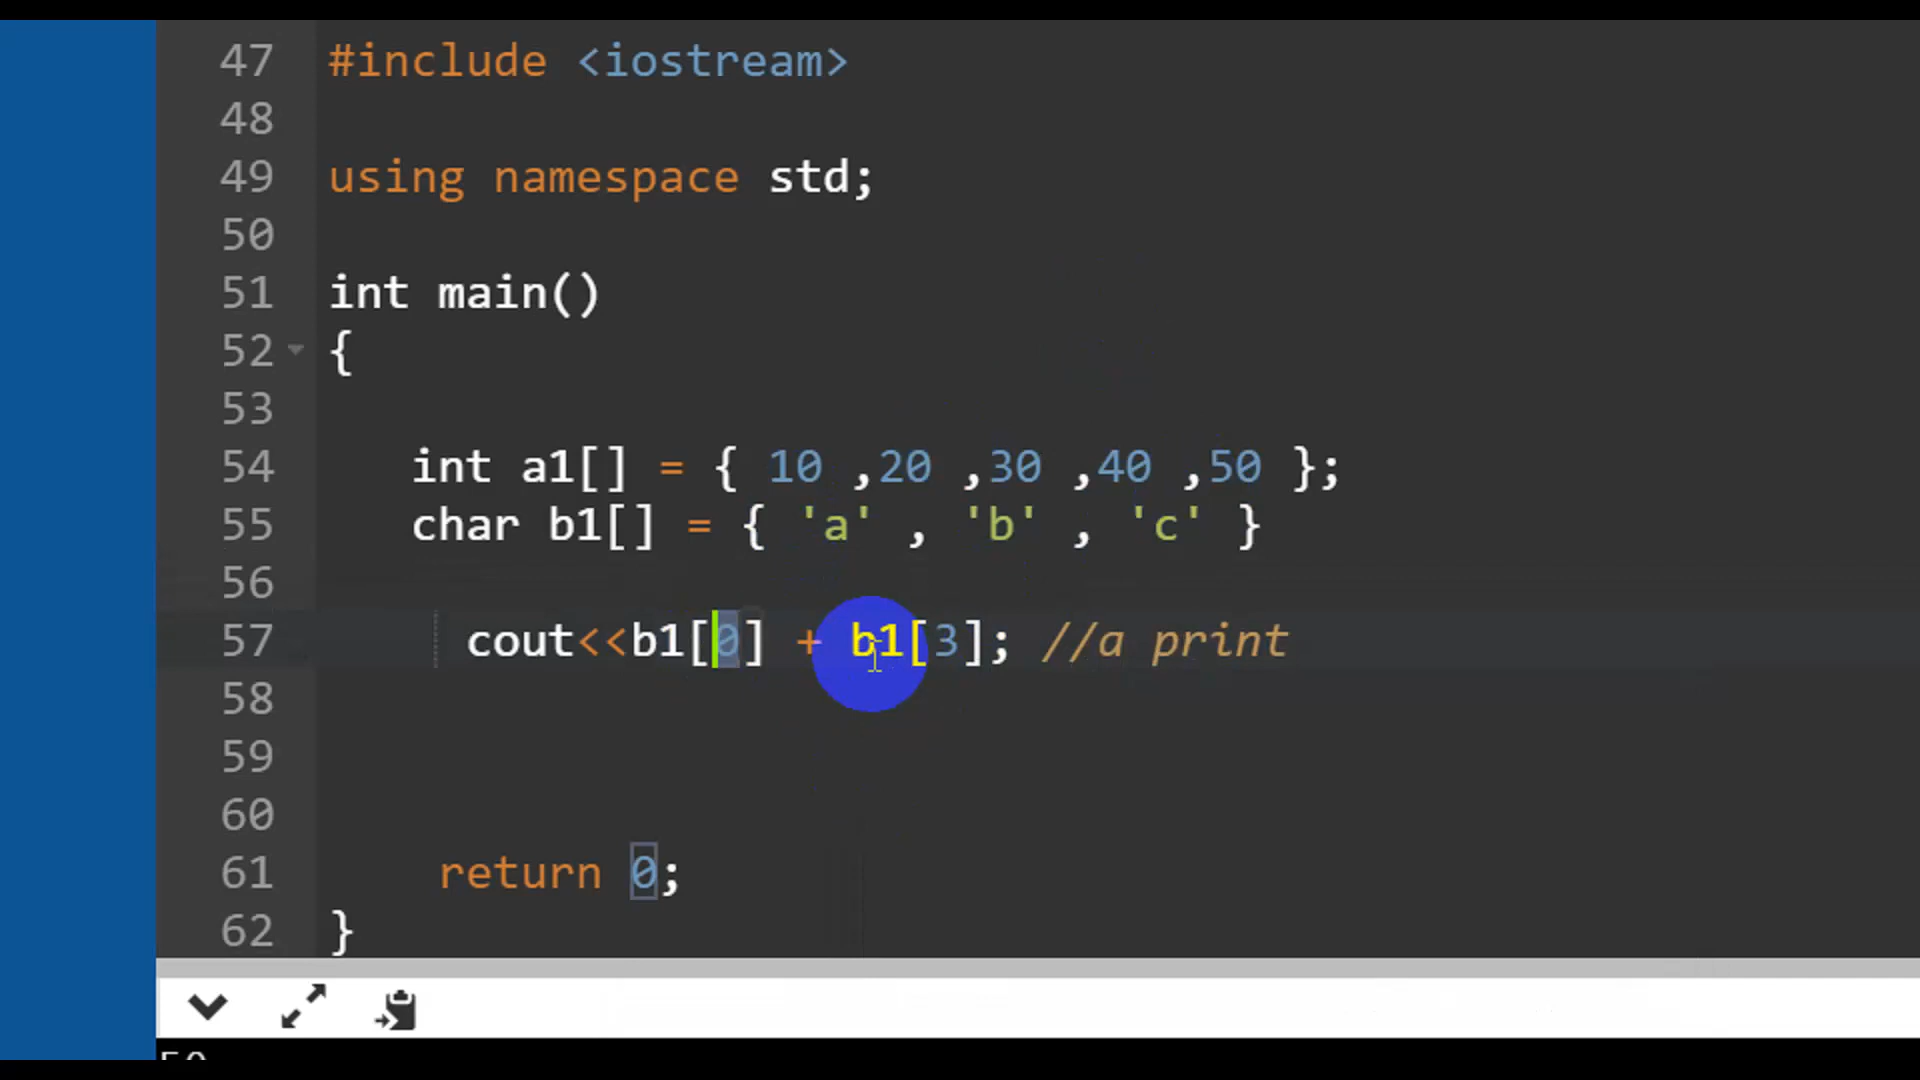 47 #include <iostream>
48
49 using namespace std;
50
51 int main()
52 {
53
54 int a1[] = { 10 ,20 ,30 ,40 ,50 };
55 char b1[] = { 'a' , 'b' , 'c' }
56
57 cout<<b1[0] + b1[3]; //a print
58
59
60
61 return 0;
62 }